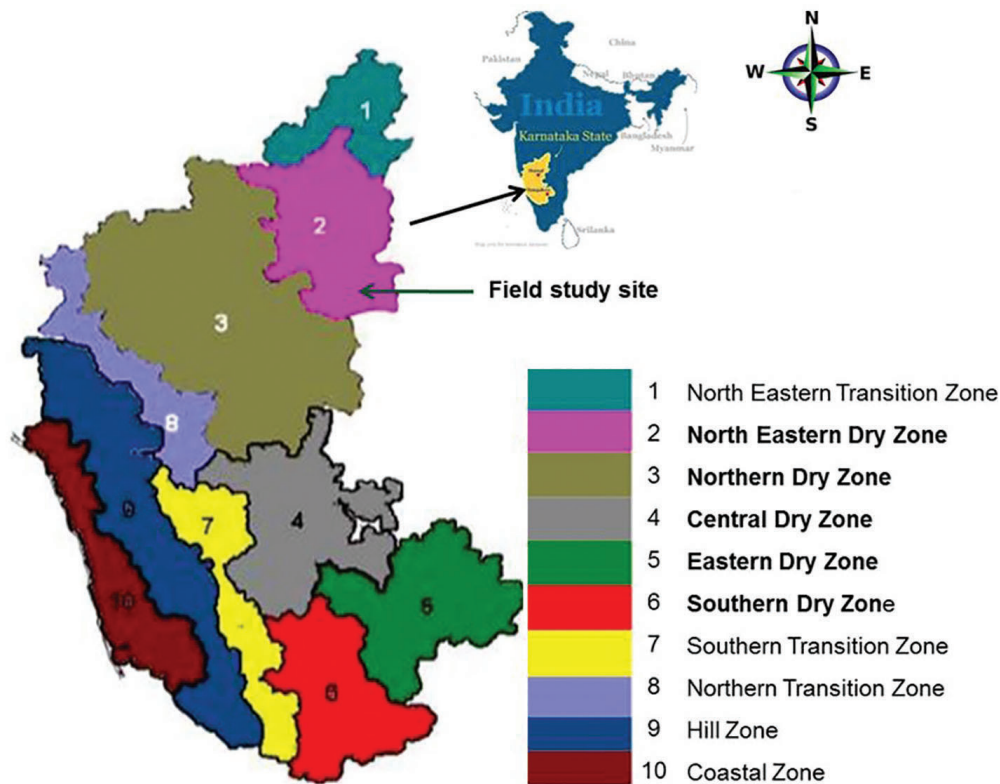 N
W E
S
Pakistan
China
Nepal Bhutan
India
Karnataka State
Bangladesh
Myanmar
Srilanka
1
2
Field study site
3
8
9
7
4
5
10
6
1 North Eastern Transition Zone
2 North Eastern Dry Zone
3 Northern Dry Zone
4 Central Dry Zone
5 Eastern Dry Zone
6 Southern Dry Zone
7 Southern Transition Zone
8 Northern Transition Zone
9 Hill Zone
10 Coastal Zone